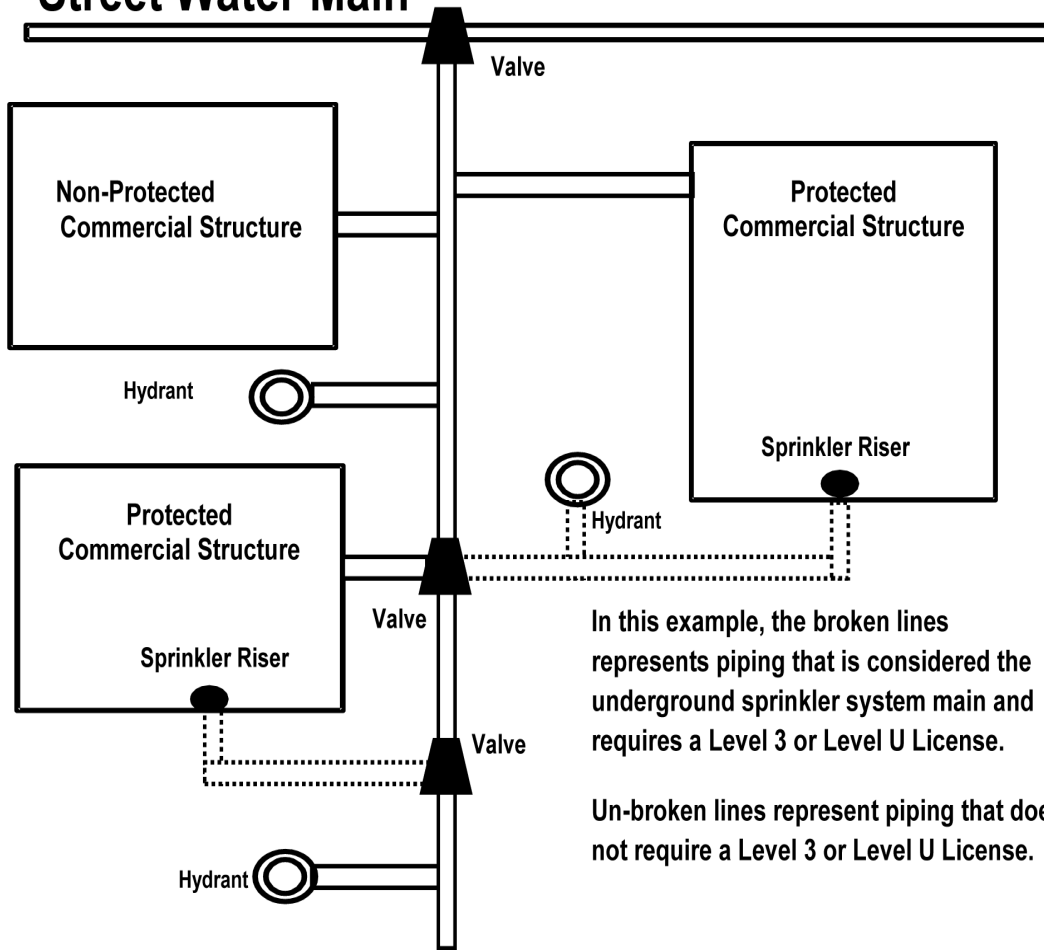 Street Water Main
Valve
Non-Protected
Commercial Structure
Protected
Commercial Structure
Hydrant
Sprinkler Riser
Hydrant
Protected
Commercial Structure
Valve
Sprinkler Riser
In this example, the broken lines
represents piping that is considered the
underground sprinkler system main and
requires a Level 3 or Level U License.
Valve
Un-broken lines represent piping that doe
not require a Level 3 or Level U License.
Hydrant